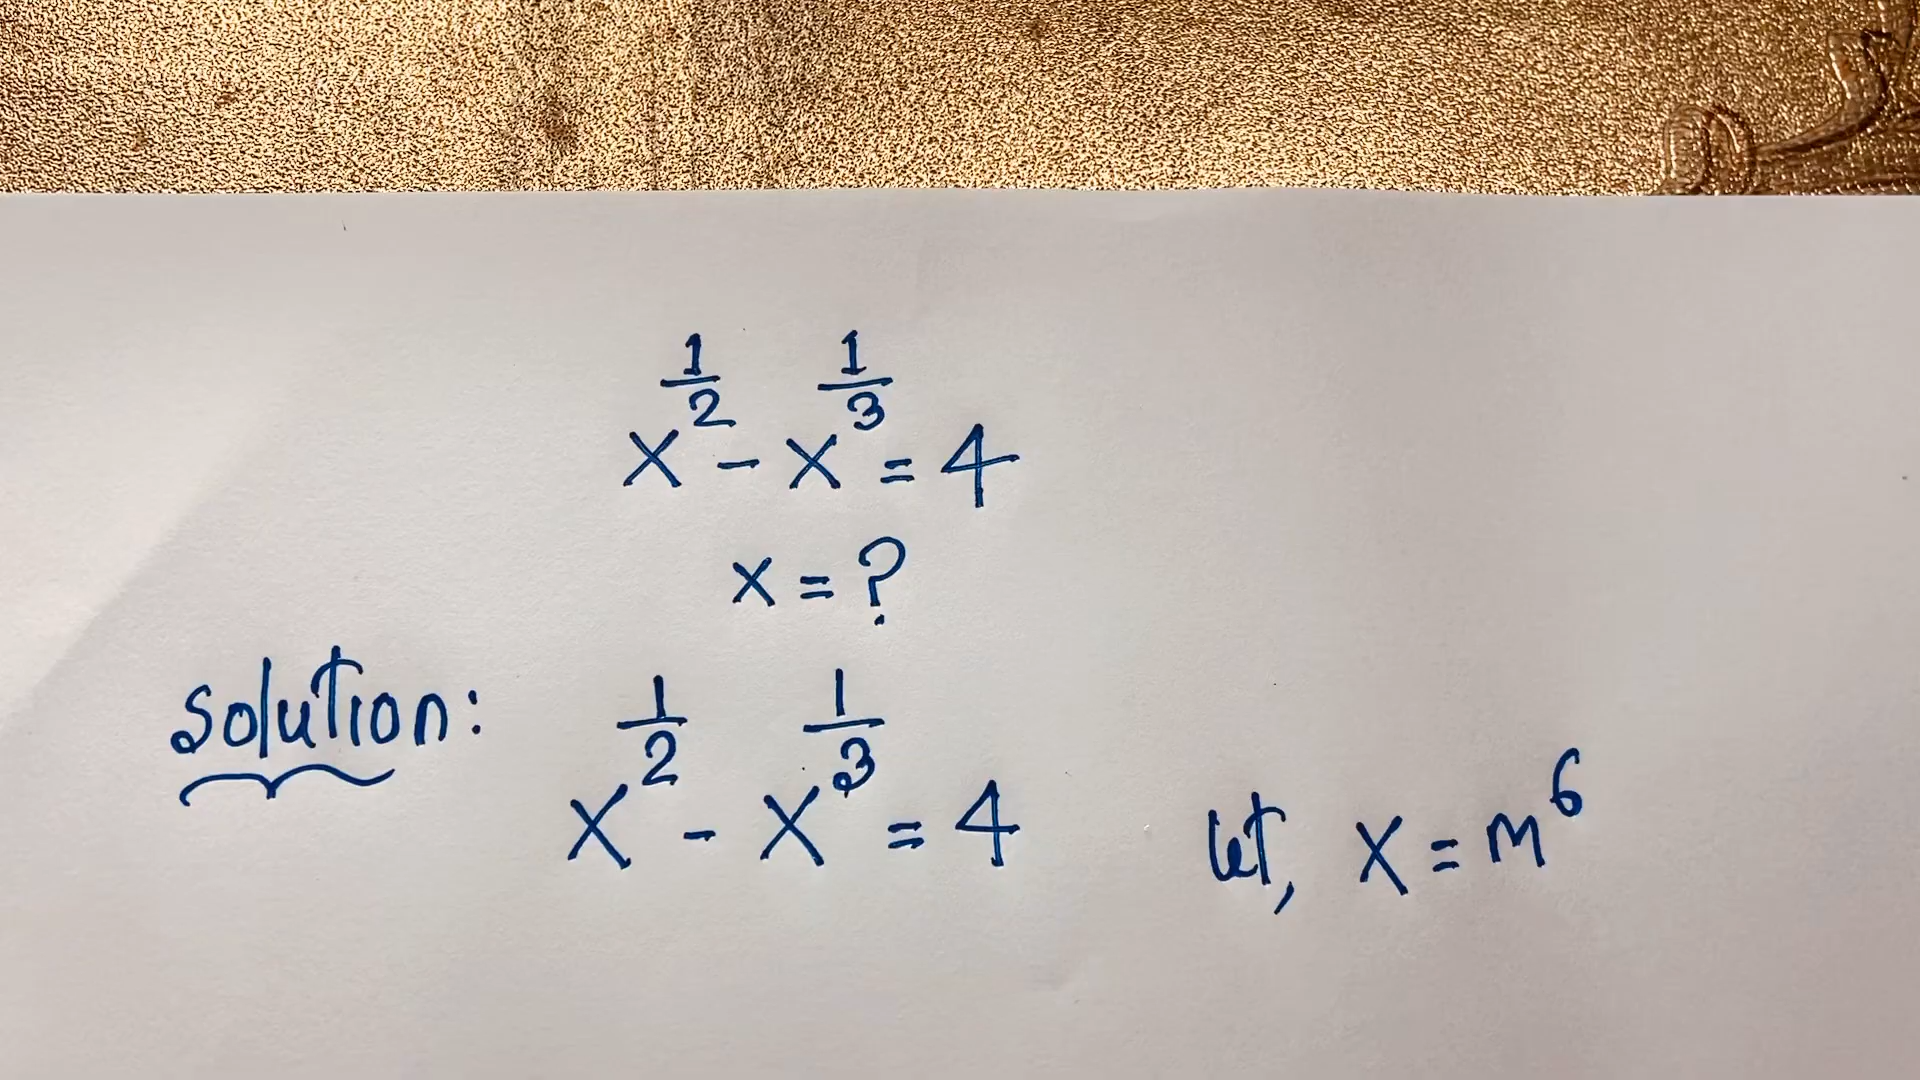 x^(1/2) - x^(1/3) = 4
x = ?
Solution: x^(1/2) - x^(1/3) = 4 let, x = m^6